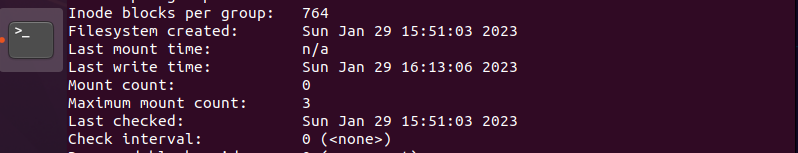 >_
Inode blocks per group: 764
Filesystem created: Sun Jan 29 15:51:03 2023
Last mount time: n/a
Last write time: Sun Jan 29 16:13:06 2023
Mount count: 0
Maximum mount count: 3
Last checked: Sun Jan 29 15:51:03 2023
Check interval: 0 (<none>)